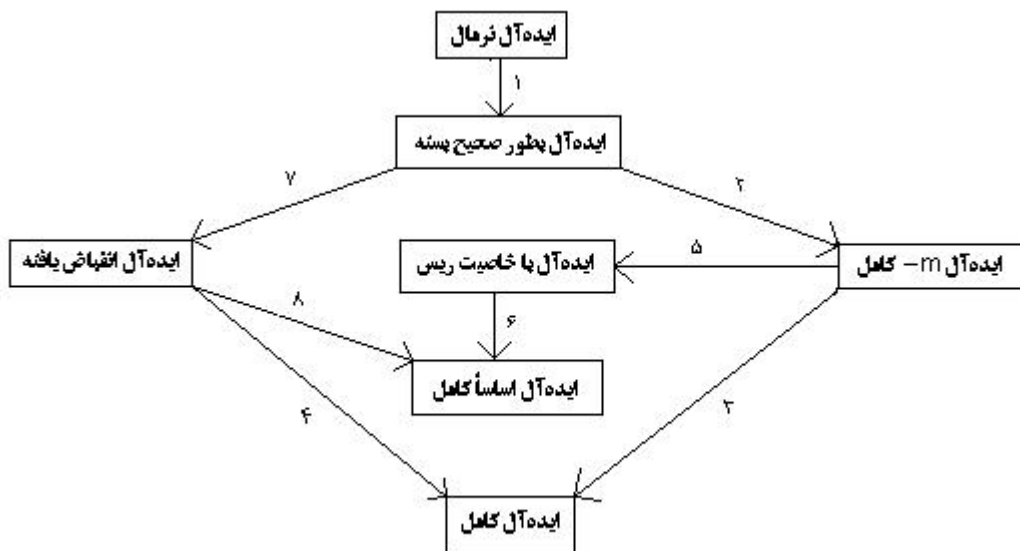 ایده‌آل نرمال
۱
ایده‌آل بطور صحیح بسته
۷
۲
ایده‌آل انقباض یافته
ایده‌آل با خاصیت ریس
۵
ایده‌آل m- کامل
۸
۶
ایده‌آل اساساً کامل
۴
۳
ایده‌آل کامل